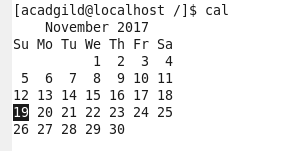 [acadgild@localhost /]$ cal
    November 2017
Su Mo Tu We Th Fr Sa
          1  2  3  4
 5  6  7  8  9 10 11
12 13 14 15 16 17 18
19 20 21 22 23 24 25
26 27 28 29 30